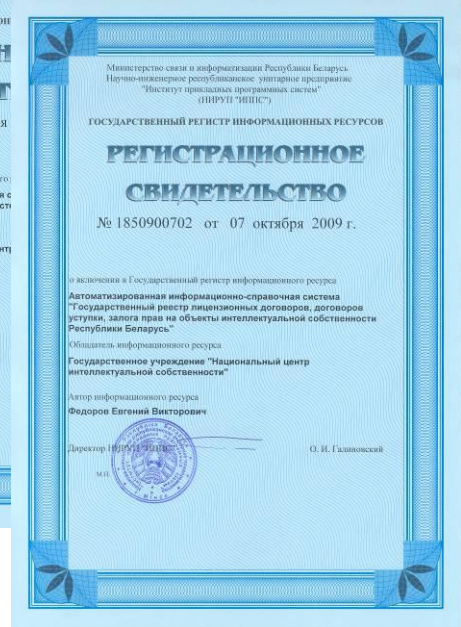 Министерство связи и информатизации Республики Беларусь
Научно-инженерное республиканское унитарное предприятие
"Институт прикладных программных систем"
(НИРУП "ИППС")
ГОСУДАРСТВЕННЫЙ РЕГИСТР ИНФОРМАЦИОННЫХ РЕСУРСОВ
РЕГИСТРАЦИОННОЕ
СВИДЕТЕЛЬСТВО
№ 1850900702 от 07 октября 2009 г.
о включении в Государственный регистр информационного ресурса
Автоматизированная информационно-справочная система
"Государственный реестр лицензионных договоров, договоров
уступки, залога прав на объекты интеллектуальной собственности
Республики Беларусь"
Обладатель информационного ресурса
Государственное учреждение "Национальный центр
интеллектуальной собственности"
Автор информационного ресурса
Федоров Евгений Викторович
Директор НИРУП "ИППС"
О. И. Галиновский
М.П.